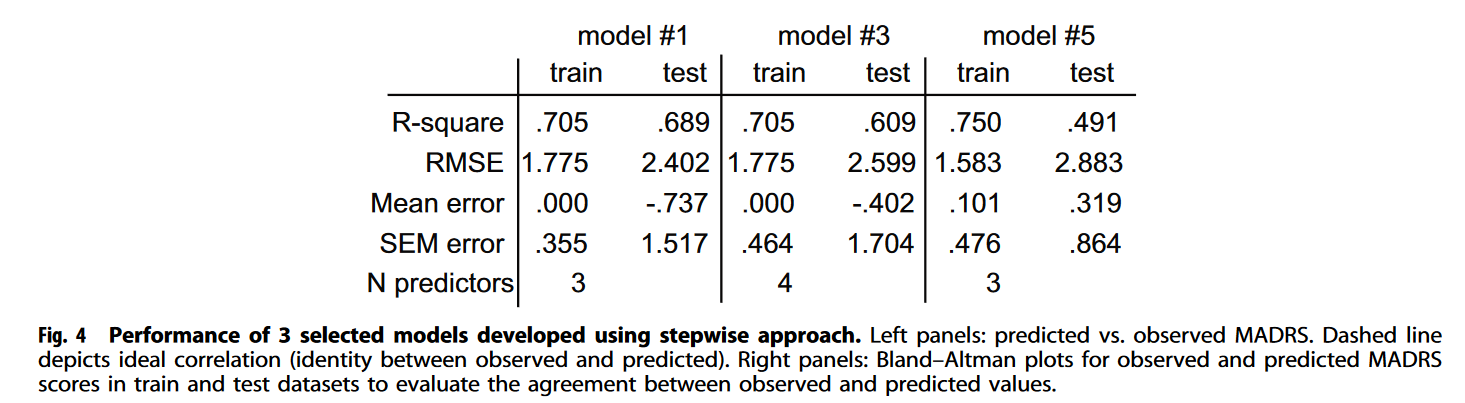 model #1 model #3 model #5
train test train test train test
R-square .705 .689 .705 .609 .750 .491
RMSE 1.775 2.402 1.775 2.599 1.583 2.883
Mean error .000 -.737 .000 -.402 .101 .319
SEM error .355 1.517 .464 1.704 .476 .864
N predictors 3 4 3
Fig. 4 Performance of 3 selected models developed using stepwise approach. Left panels: predicted vs. observed MADRS. Dashed line
depicts ideal correlation (identity between observed and predicted). Right panels: Bland–Altman plots for observed and predicted MADRS
scores in train and test datasets to evaluate the agreement between observed and predicted values.